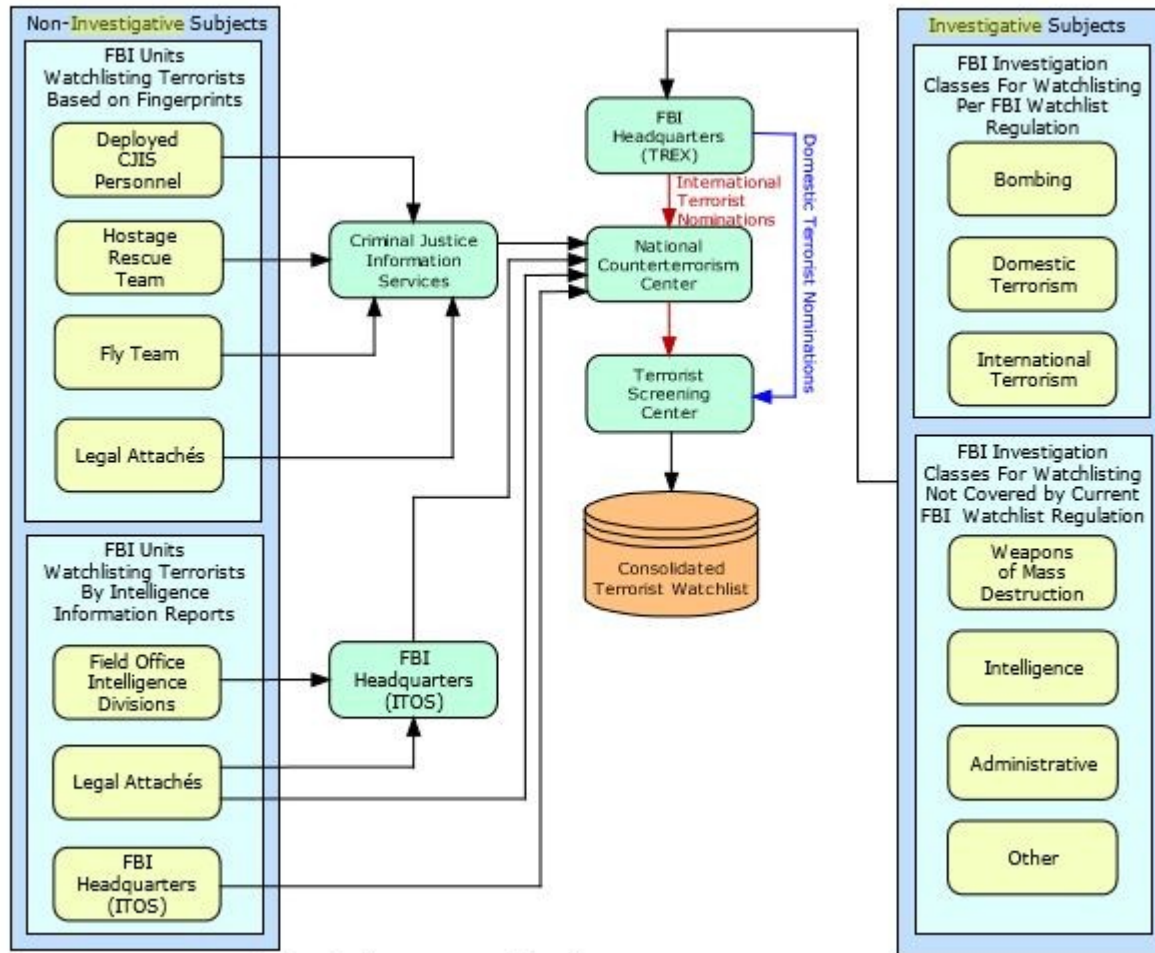 Non-Investigative Subjects
FBI Units
Watchlisting Terrorists
Based on Fingerprints
Deployed
CJIS
Personnel
Hostage
Rescue
Team
Fly Team
Legal Attachés
FBI Units
Watchlisting Terrorists
By Intelligence
Information Reports
Field Office
Intelligence
Divisions
Legal Attachés
FBI
Headquarters
(ITOS)
Criminal Justice
Information
Services
FBI
Headquarters
(ITOS)
FBI
Headquarters
(TREX)
International
Terrorist
Nominations
Domestic Terrorist Nominations
National
Counterterrorism
Center
Terrorist
Screening
Center
Consolidated
Terrorist Watchlist
Investigative Subjects
FBI Investigation
Classes For Watchlisting
Per FBI Watchlist
Regulation
Bombing
Domestic
Terrorism
International
Terrorism
FBI Investigation
Classes For Watchlisting
Not Covered by Current
FBI Watchlist Regulation
Weapons
of Mass
Destruction
Intelligence
Administrative
Other